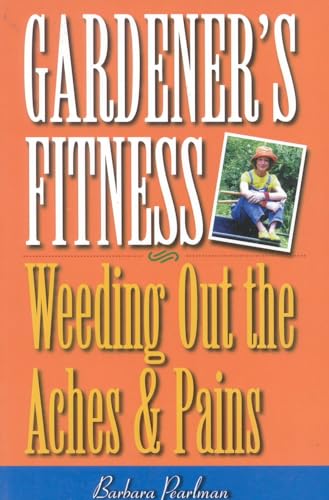 GARDENER'S
FITNESS
Weeding Out the
Aches & Pains
Barbara Pearlman